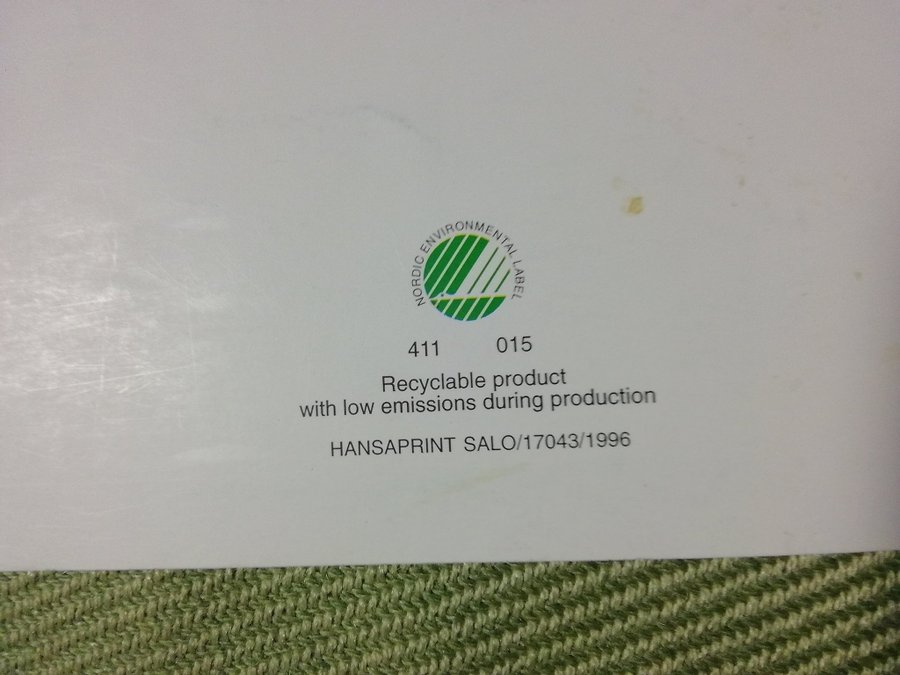 NORDIC ENVIRONMENTAL LABEL
411 015
Recyclable product
with low emissions during production
HANSAPRINT SALO/17043/1996